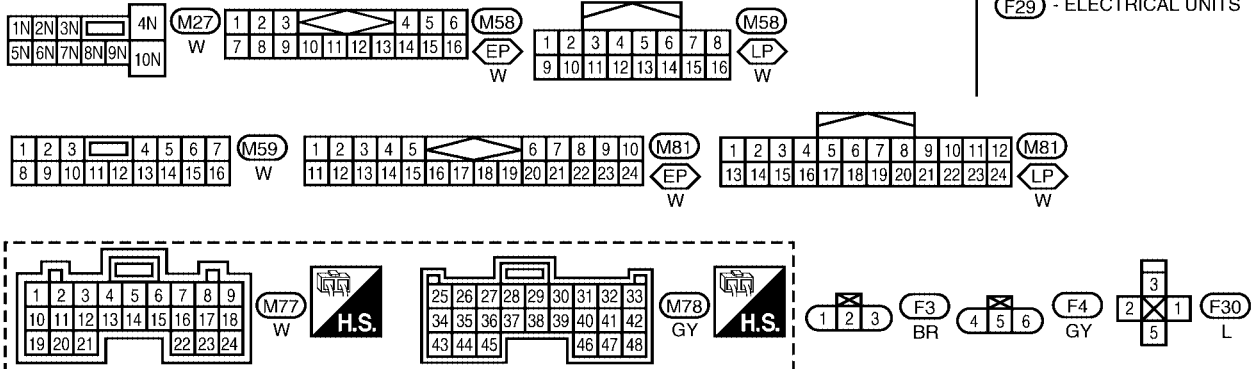 F29 - ELECTRICAL UNITS
1N 2N 3N 4N
5N 6N 7N 8N 9N 10N
M27
W
1 2 3 4 5 6
7 8 9 10 11 12 13 14 15 16
M58
EP
W
1 2 3 4 5 6 7 8
9 10 11 12 13 14 15 16
M58
LP
W
1 2 3 4 5 6 7
8 9 10 11 12 13 14 15 16
M59
W
1 2 3 4 5 6 7 8 9 10
11 12 13 14 15 16 17 18 19 20 21 22 23 24
M81
EP
W
1 2 3 4 5 6 7 8 9 10 11 12
13 14 15 16 17 18 19 20 21 22 23 24
M81
LP
W
1 2 3 4 5 6 7 8 9
10 11 12 13 14 15 16 17 18
19 20 21 22 23 24
M77
W
H.S.
25 26 27 28 29 30 31 32 33
34 35 36 37 38 39 40 41 42
43 44 45 46 47 48
M78
GY
H.S.
1 2 3
F3
BR
4 5 6
F4
GY
3
2 1
5
F30
L